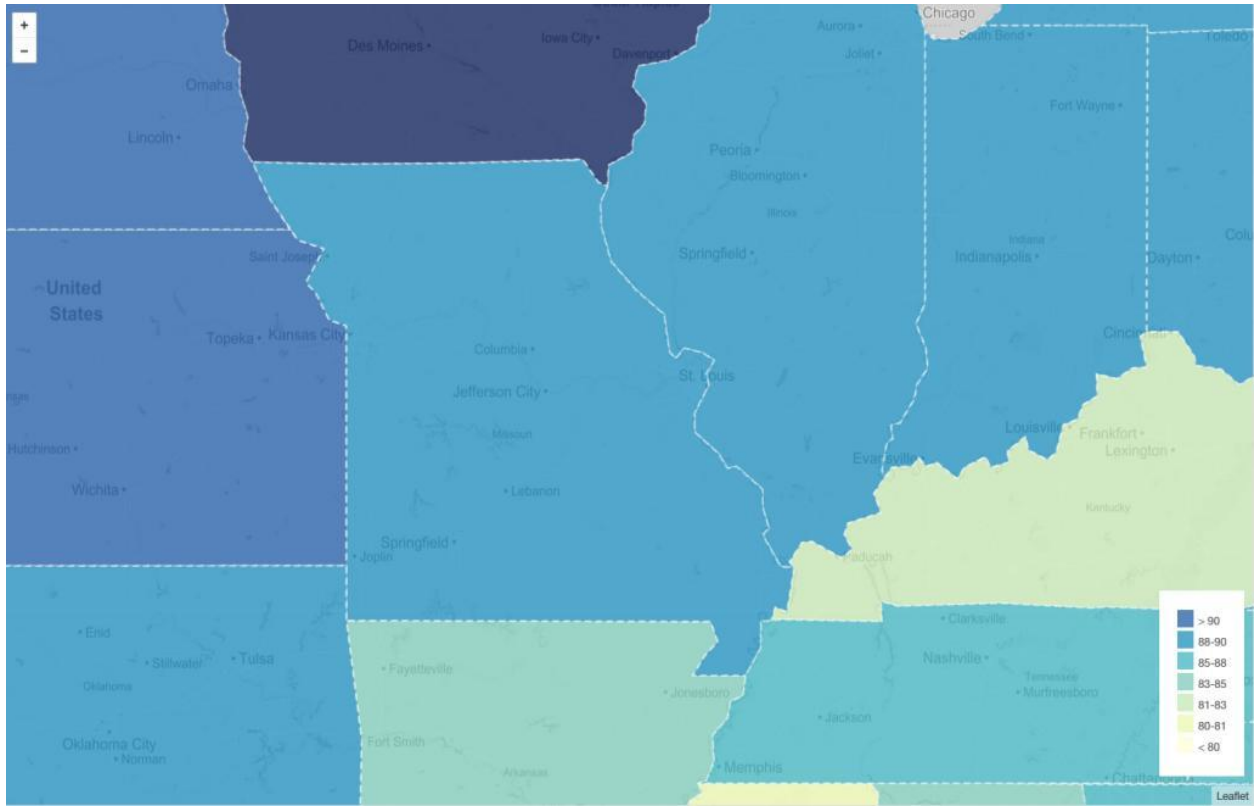 +
−
Chicago
Aurora
South Bend
Toledo
Iowa City
Des Moines
Davenport
Joliet
Omaha
Fort Wayne
Lincoln
Peoria
Bloomington
Illinois
Colu
Indiana
Springfield
Indianapolis
Dayton
Saint Joseph
United
States
Topeka
Kansas City
Cincinnati
Columbia
St. Louis
Jefferson City
nsas
Missouri
Louisville
Frankfort
Hutchinson
Lexington
Evansville
Wichita
Lebanon
Kentucky
Springfield
Joplin
Paducah
Clarksville
Enid
Stillwater
Tulsa
Fayetteville
Nashville
Tennessee
Oklahoma
Jonesboro
Murfreesboro
Jackson
Oklahoma City
Norman
Fort Smith
Arkansas
Memphis
Chattanooga
> 90
88-90
85-88
83-85
81-83
80-81
< 80
Leaflet